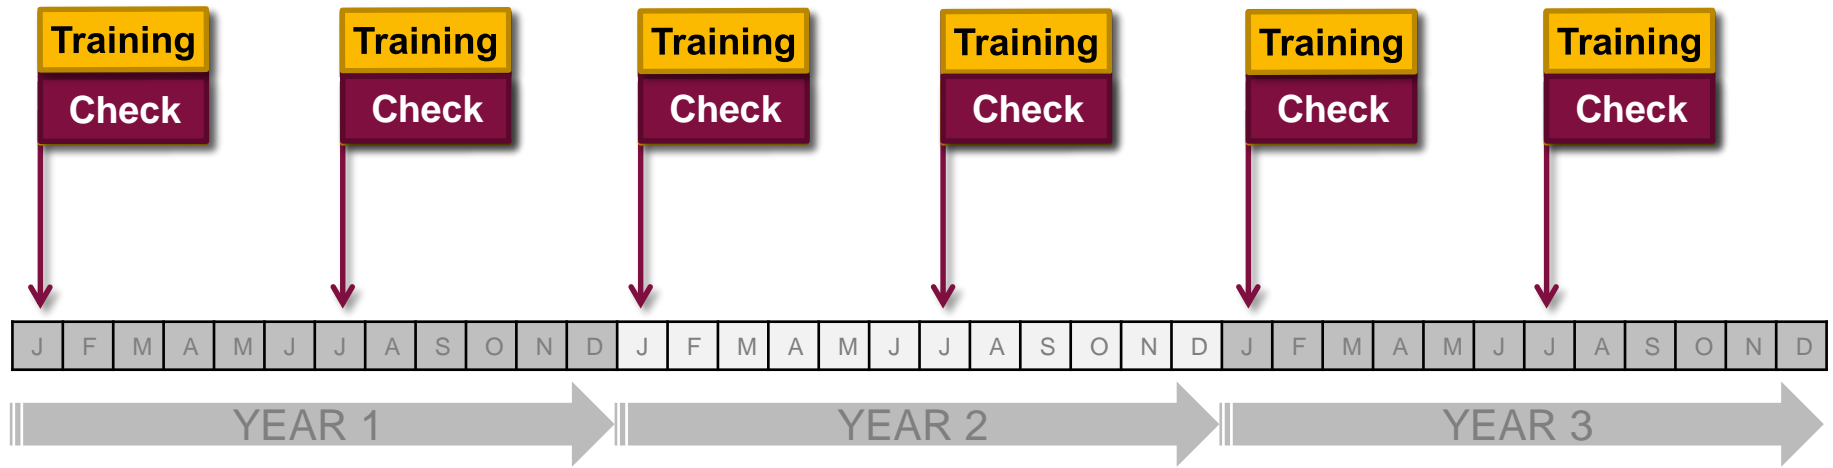 Training Training Training Training Training Training
Check Check Check Check Check Check
J F M A M J J A S O N D J F M A M J J A S O N D J F M A M J J A S O N D
YEAR 1 YEAR 2 YEAR 3